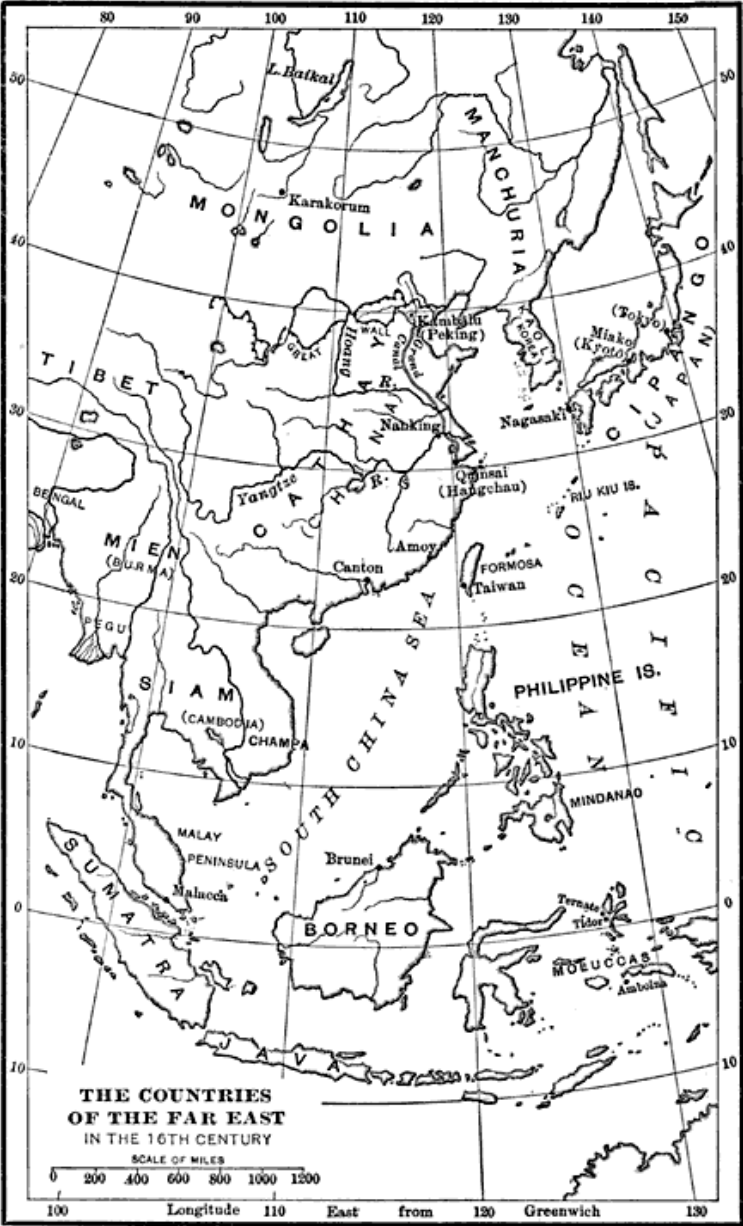 80 90 100 110 120 130 140 150
L. Baikal
50
50
MANCHURIA
Karakorum
MONGOLIA
40
40
(Tokyo)
Kambalu
(Peking)
WALL
GREAT
Hoang
R.
Grand
Canal
KAOLI
KOREA
Miako
(Kyoto)
CIPANGO
(JAPAN)
TIBET
30
30
Nanking
Nagasaki
CATHAY
Yangtze
R.
Quinsai
(Hangchau)
RIU KIU IS.
BENGAL
MIEN
(BURMA)
Amoy
Canton
FORMOSA
Taiwan
20
20
PEGU
PACIFIC
OCEAN
SIAM
(CAMBODIA)
CHAMPA
PHILIPPINE IS.
SOUTH CHINA SEA
10
10
MINDANAO
MALAY
PENINSULA
Malacca
Brunei
SUMATRA
BORNEO
0
0
Ternate
Tidor
MOLUCCAS
Amboina
JAVA
10
10
THE COUNTRIES
OF THE FAR EAST
IN THE 16TH CENTURY
SCALE OF MILES
0 200 400 600 800 1000 1200
100 Longitude 110 East from 120 Greenwich 130